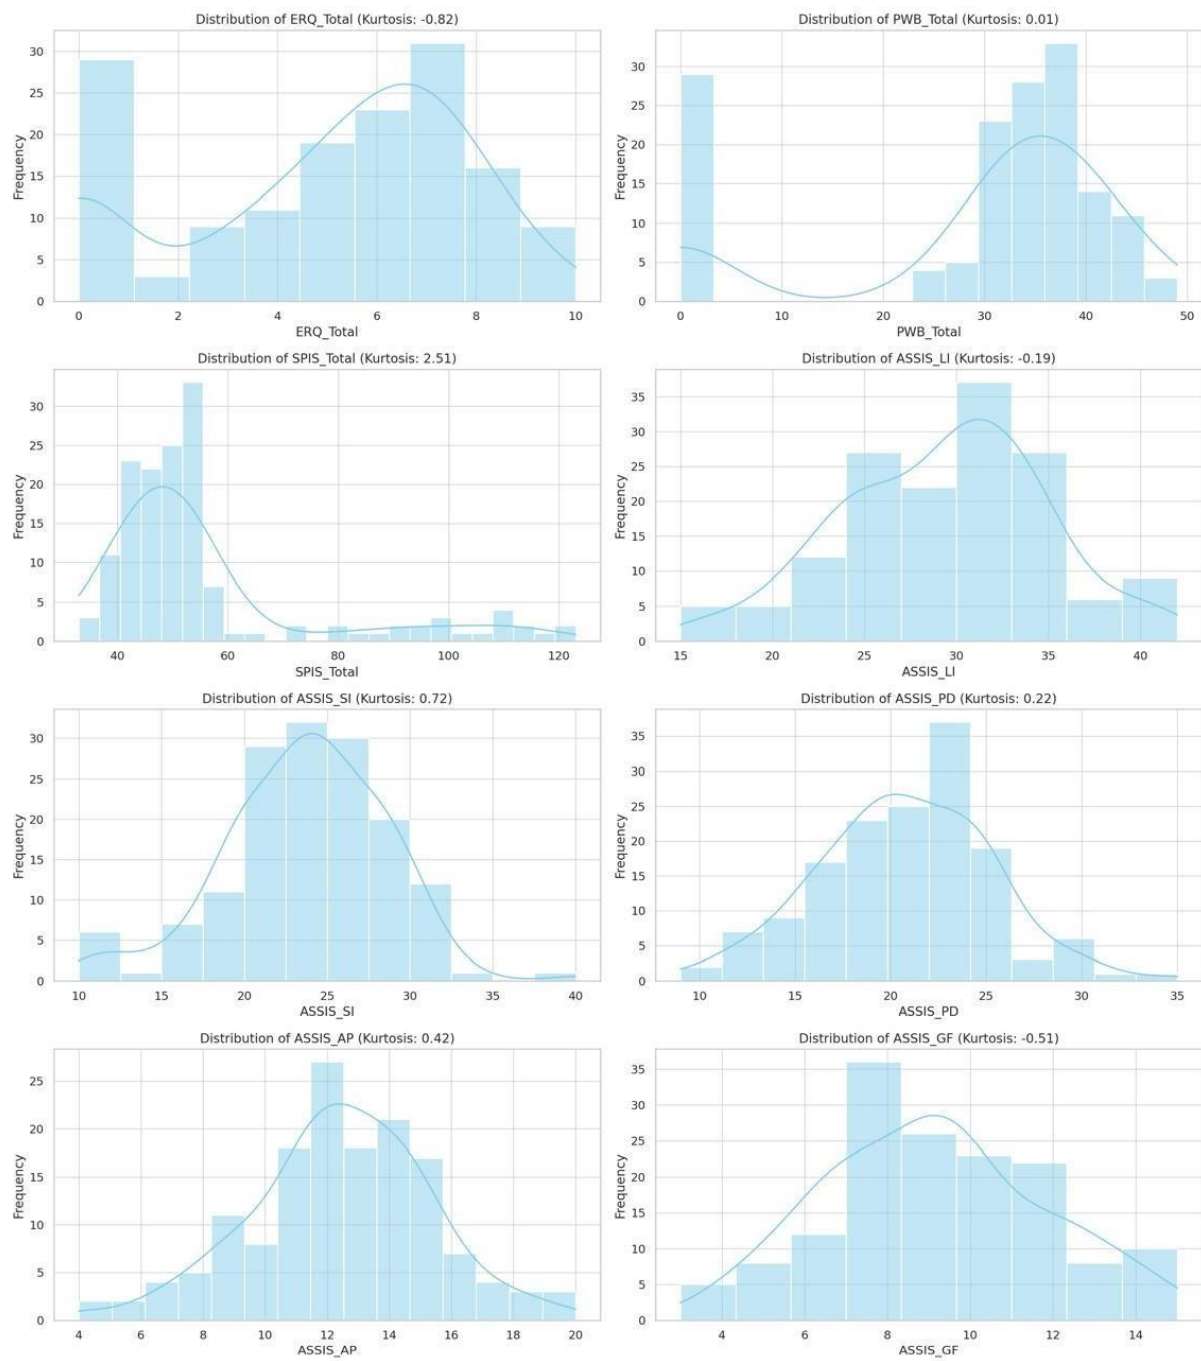 Distribution of ERQ_Total (Kurtosis: -0.82)
Frequency
30
25
20
15
10
5
0
0 2 4 6 8 10
ERQ_Total
Distribution of PWB_Total (Kurtosis: 0.01)
Frequency
30
25
20
15
10
5
0
0 10 20 30 40 50
PWB_Total
Distribution of SPIS_Total (Kurtosis: 2.51)
Frequency
30
25
20
15
10
5
0
40 60 80 100 120
SPIS_Total
Distribution of ASSIS_LI (Kurtosis: -0.19)
Frequency
35
30
25
20
15
10
5
0
15 20 25 30 35 40
ASSIS_LI
Distribution of ASSIS_SI (Kurtosis: 0.72)
Frequency
30
25
20
15
10
5
0
10 15 20 25 30 35 40
ASSIS_SI
Distribution of ASSIS_PD (Kurtosis: 0.22)
Frequency
35
30
25
20
15
10
5
0
10 15 20 25 30 35
ASSIS_PD
Distribution of ASSIS_AP (Kurtosis: 0.42)
Frequency
25
20
15
10
5
0
4 6 8 10 12 14 16 18 20
ASSIS_AP
Distribution of ASSIS_GF (Kurtosis: -0.51)
Frequency
35
30
25
20
15
10
5
0
4 6 8 10 12 14
ASSIS_GF